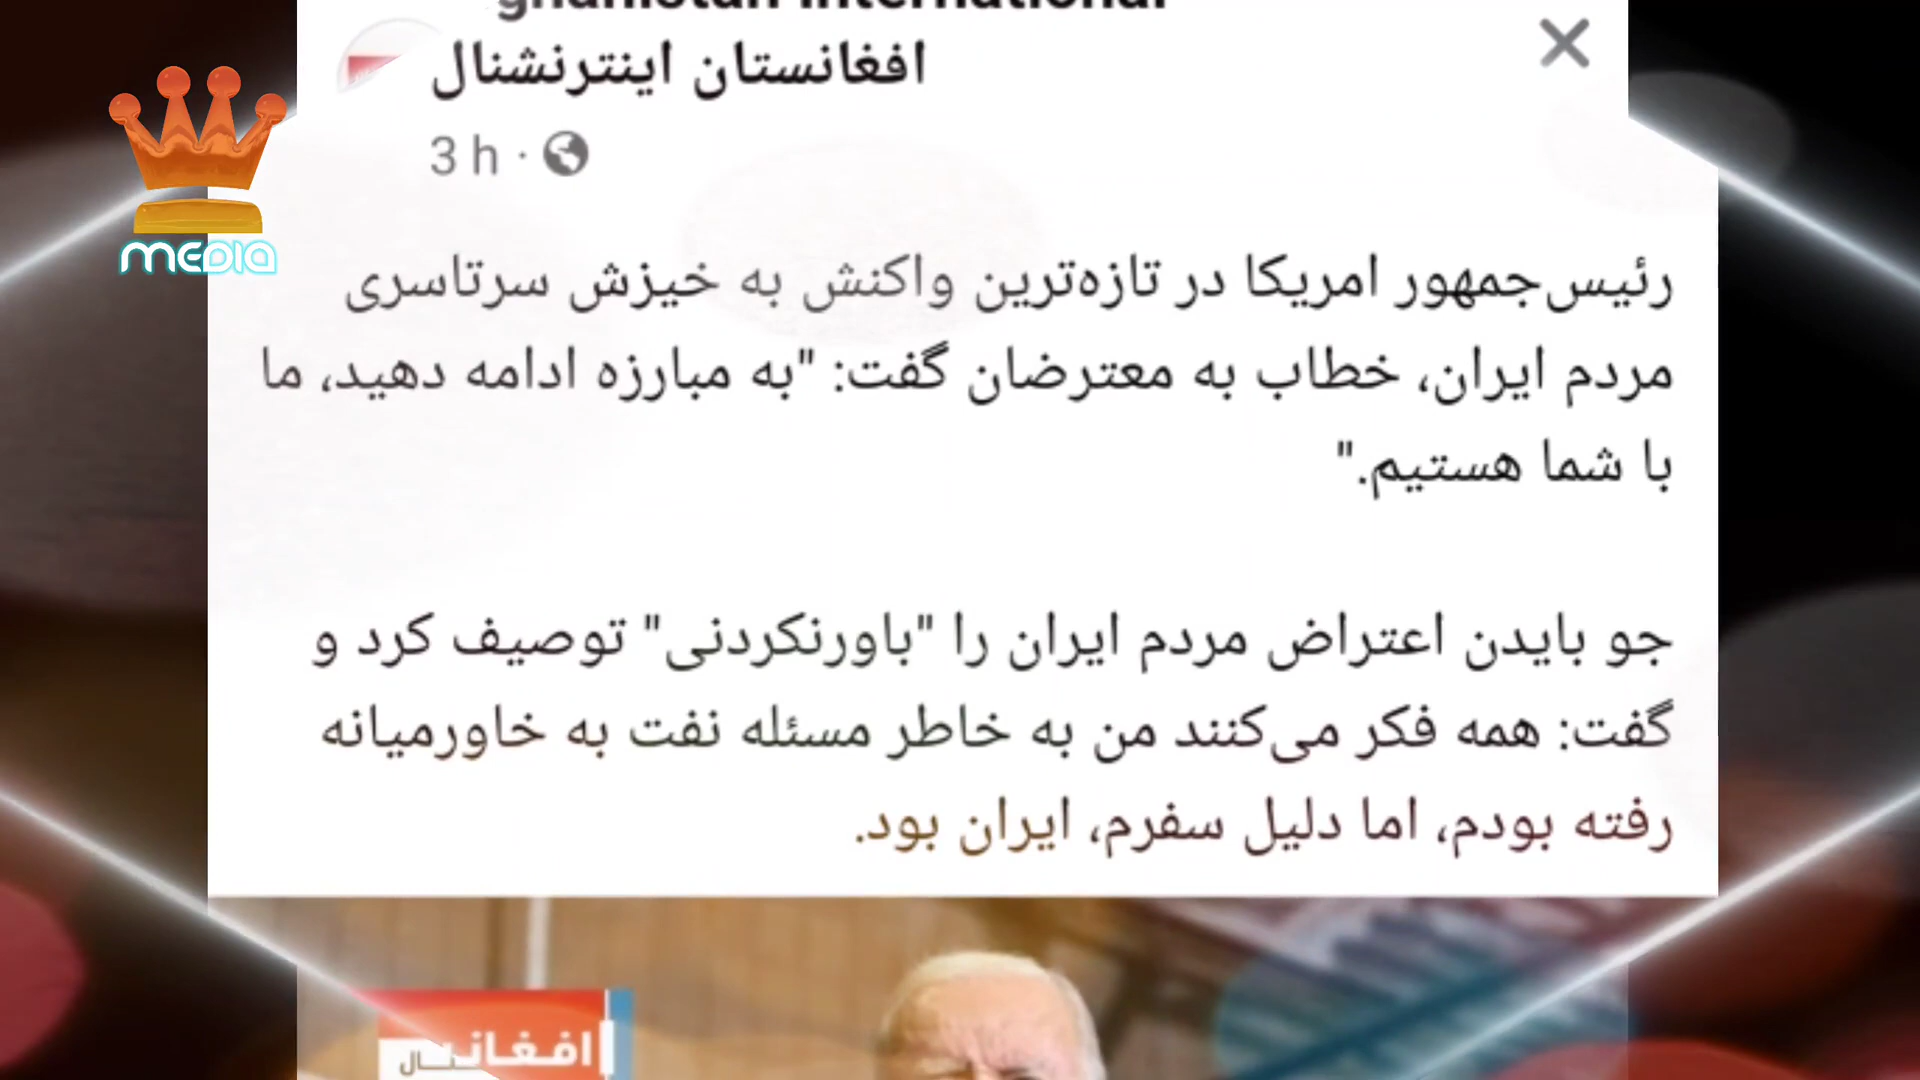 افغانستان اینترنشنال
3 h ·
MEDIA
رئیس‌جمهور امریکا در تازه‌ترین واکنش به خیزش سرتاسری
مردم ایران، خطاب به معترضان گفت: "به مبارزه ادامه دهید، ما
با شما هستیم."
جو بایدن اعتراض مردم ایران را "باورنکردنی" توصیف کرد و
گفت: همه فکر می‌کنند من به خاطر مسئله نفت به خاورمیانه
رفته بودم، اما دلیل سفرم، ایران بود.